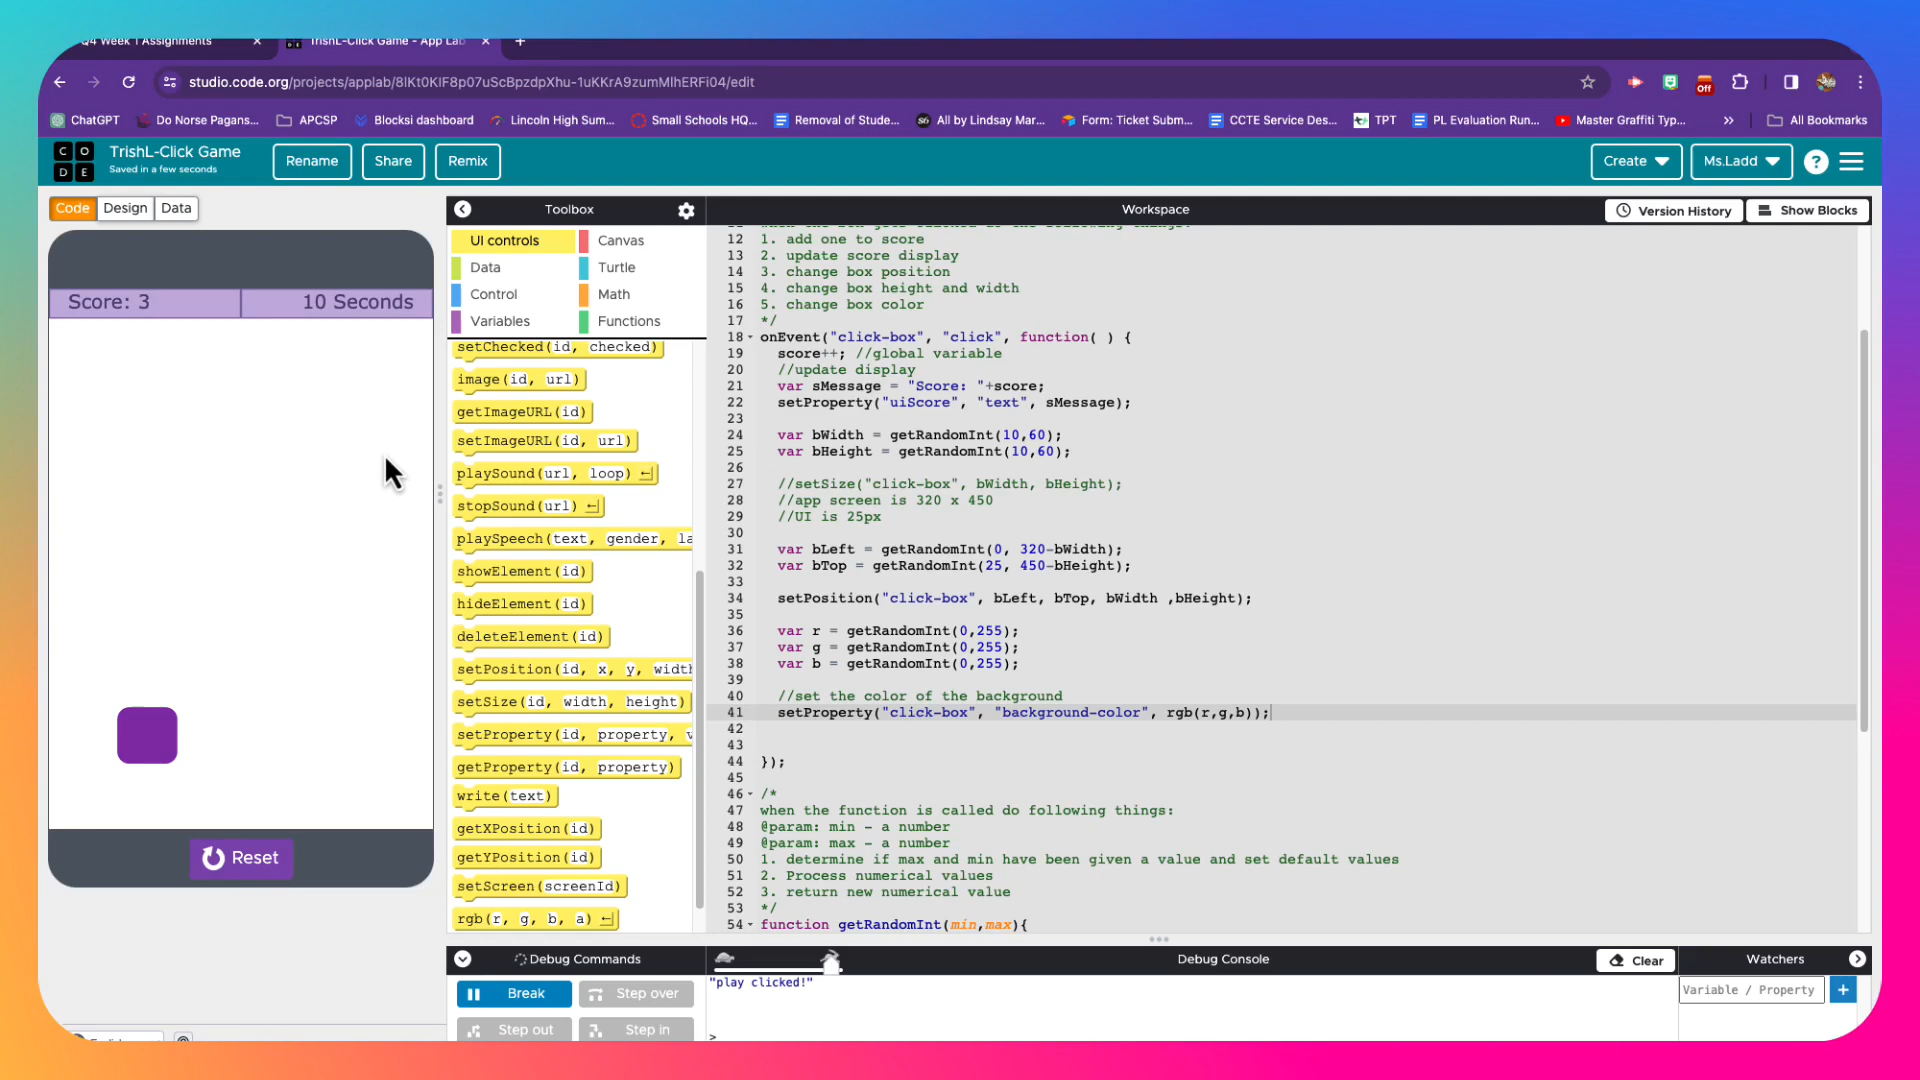 Q4 Week 1 Assignments
TrishL-Click Game - App Lab
studio.code.org/projects/applab/8lKt0KlF8p07uScBpzdpXhu-1uKKrA9zumMlhERFi04/edit
Off
ChatGPT
Do Norse Pagans...
APCSP
Blocksi dashboard
Lincoln High Sum...
Small Schools HQ...
Removal of Stude...
All by Lindsay Mar...
Form: Ticket Subm...
CCTE Service Des...
TPT
PL Evaluation Run...
Master Graffiti Typ...
All Bookmarks
C O
D E
TrishL-Click Game
Saved in a few seconds
Rename
Share
Remix
Create
Ms.Ladd
?
Code
Design
Data
Toolbox
Workspace
Version History
Show Blocks
Score: 3
10 Seconds
Reset
UI controls
Canvas
Data
Turtle
Control
Math
Variables
Functions
setChecked(id, checked)
image(id, url)
getImageURL(id)
setImageURL(id, url)
playSound(url, loop)
stopSound(url)
playSpeech(text, gender, la
showElement(id)
hideElement(id)
deleteElement(id)
setPosition(id, x, y, width
setSize(id, width, height)
setProperty(id, property, v
getProperty(id, property)
write(text)
getXPosition(id)
getYPosition(id)
setScreen(screenId)
rgb(r, g, b, a)
12 1. add one to score
13 2. update score display
14 3. change box position
15 4. change box height and width
16 5. change box color
17 */
18 onEvent("click-box", "click", function( ) {
19 score++; //global variable
20 //update display
21 var sMessage = "Score: "+score;
22 setProperty("uiScore", "text", sMessage);
23
24 var bWidth = getRandomInt(10,60);
25 var bHeight = getRandomInt(10,60);
26
27 //setSize("click-box", bWidth, bHeight);
28 //app screen is 320 x 450
29 //UI is 25px
30
31 var bLeft = getRandomInt(0, 320-bWidth);
32 var bTop = getRandomInt(25, 450-bHeight);
33
34 setPosition("click-box", bLeft, bTop, bWidth ,bHeight);
35
36 var r = getRandomInt(0,255);
37 var g = getRandomInt(0,255);
38 var b = getRandomInt(0,255);
39
40 //set the color of the background
41 setProperty("click-box", "background-color", rgb(r,g,b));
42
43
44 });
45
46 /*
47 when the function is called do following things:
48 @param: min - a number
49 @param: max - a number
50 1. determine if max and min have been given a value and set default values
51 2. Process numerical values
52 3. return new numerical value
53 */
54 function getRandomInt(min,max){
Debug Commands
Debug Console
Clear
Watchers
Break
Step over
Step out
Step in
"play clicked!"
>
Variable / Property
+